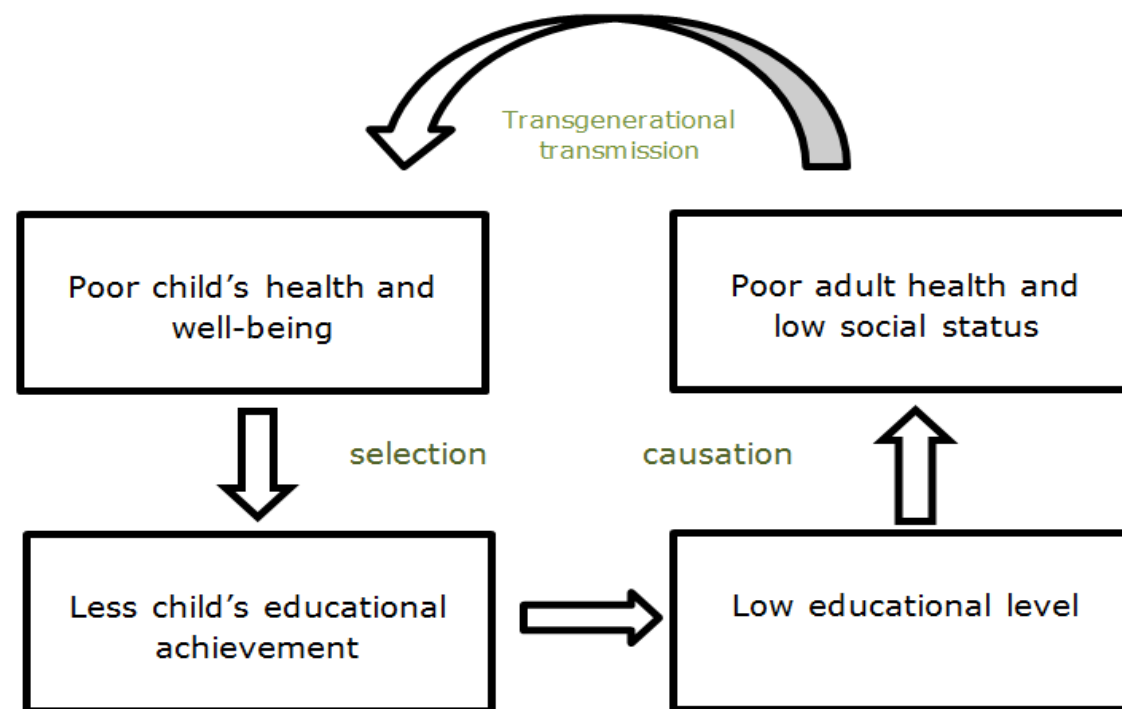 Transgenerational
transmission
Poor child’s health and
well-being
Poor adult health and
low social status
selection
causation
Less child’s educational
achievement
Low educational level